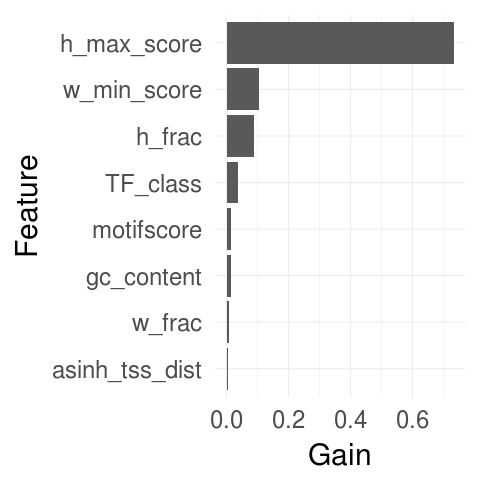 h_max_score
w_min_score
h_frac
TF_class
motifscore
gc_content
w_frac
asinh_tss_dist
Feature
0.0 0.2 0.4 0.6
Gain